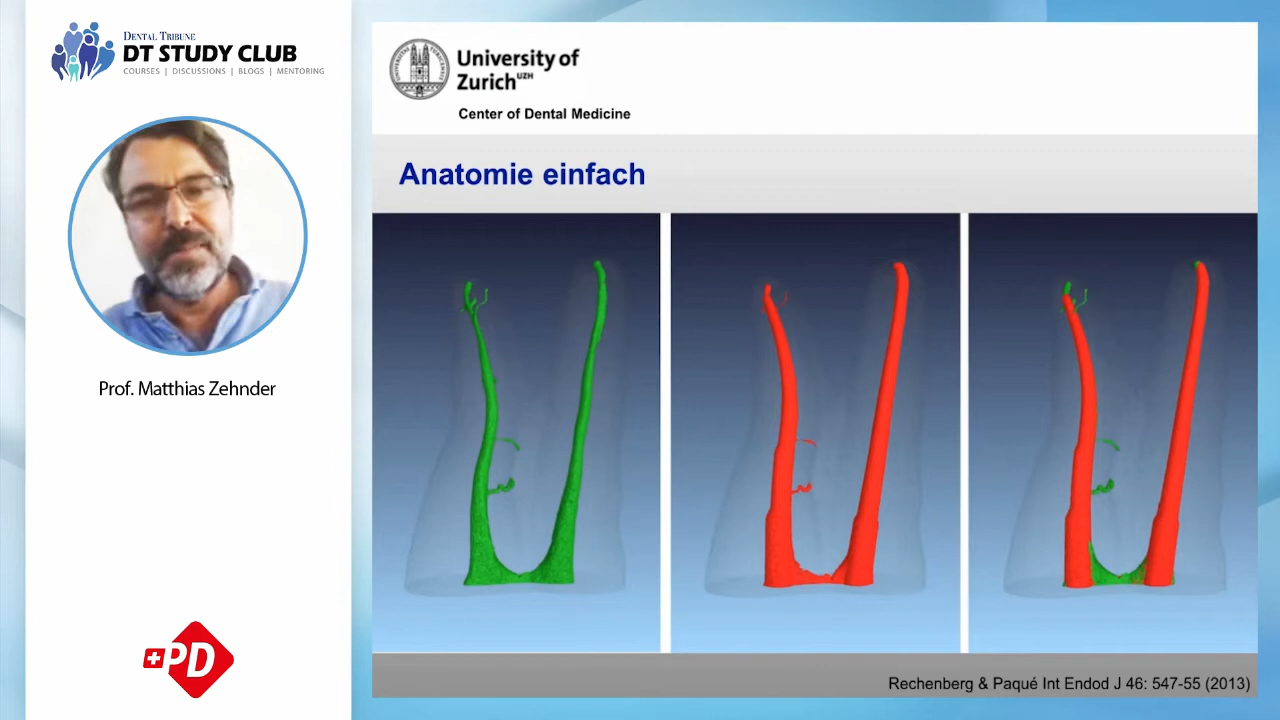 DENTAL TRIBUNE
DT STUDY CLUB
COURSES | DISCUSSIONS | BLOGS | MENTORING
Prof. Matthias Zehnder
PD
University of
Zurich UZH
Center of Dental Medicine
Anatomie einfach
Rechenberg & Paqué Int Endod J 46: 547-55 (2013)